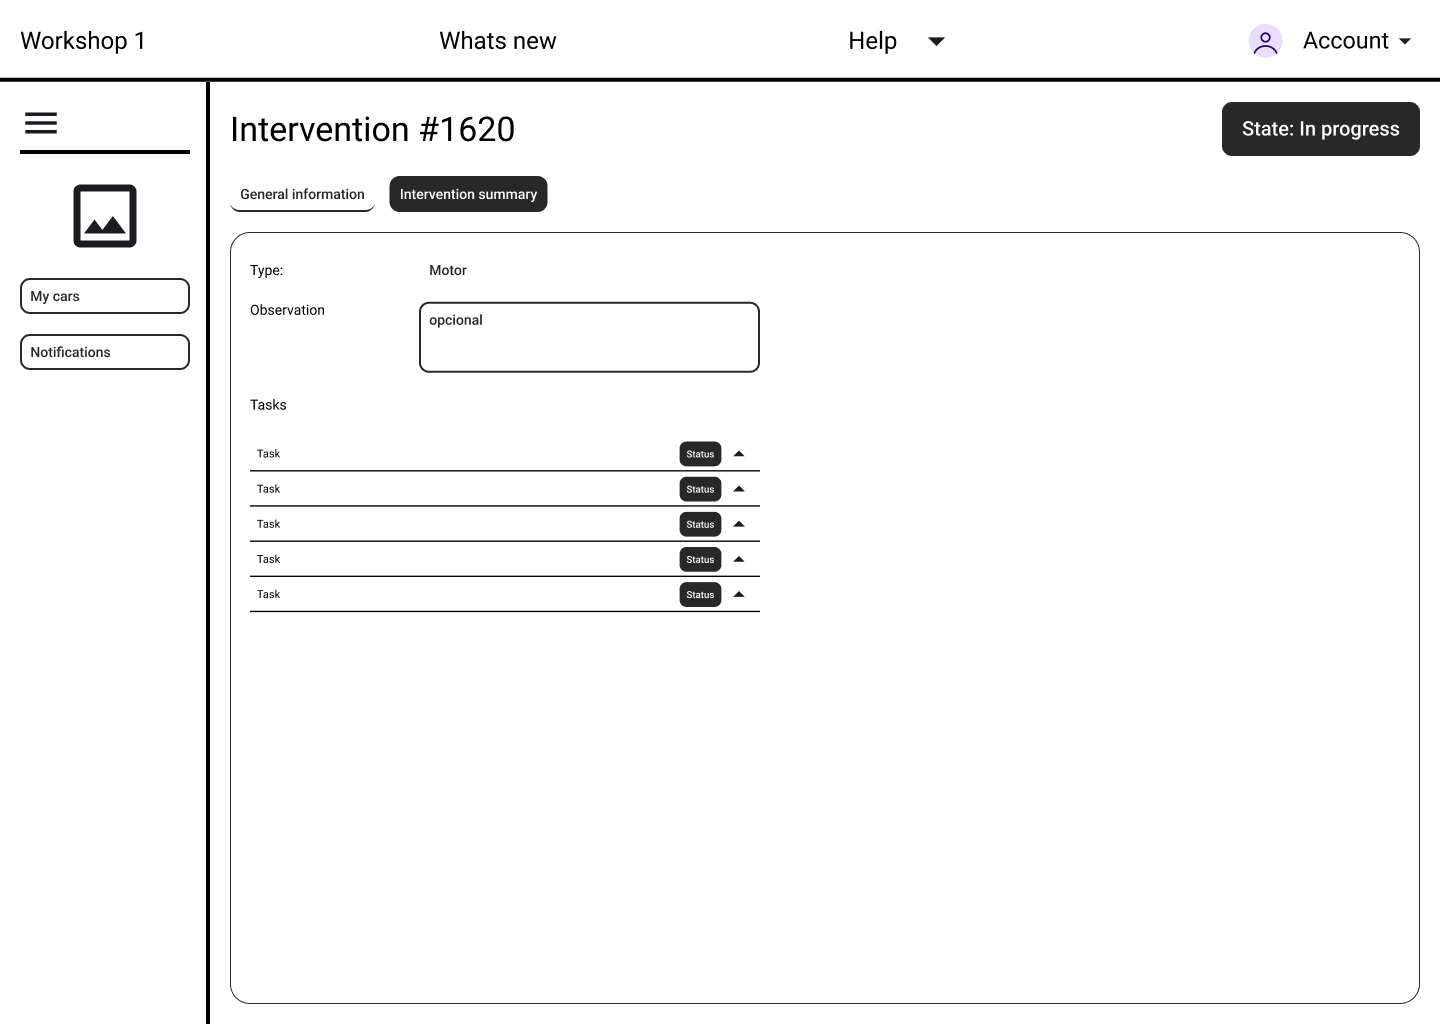 Workshop 1
Whats new
Help
Account
Intervention #1620
State: In progress
General information
Intervention summary
My cars
Notifications
Type:
Motor
Observation
opcional
Tasks
Task
Status
Task
Status
Task
Status
Task
Status
Task
Status